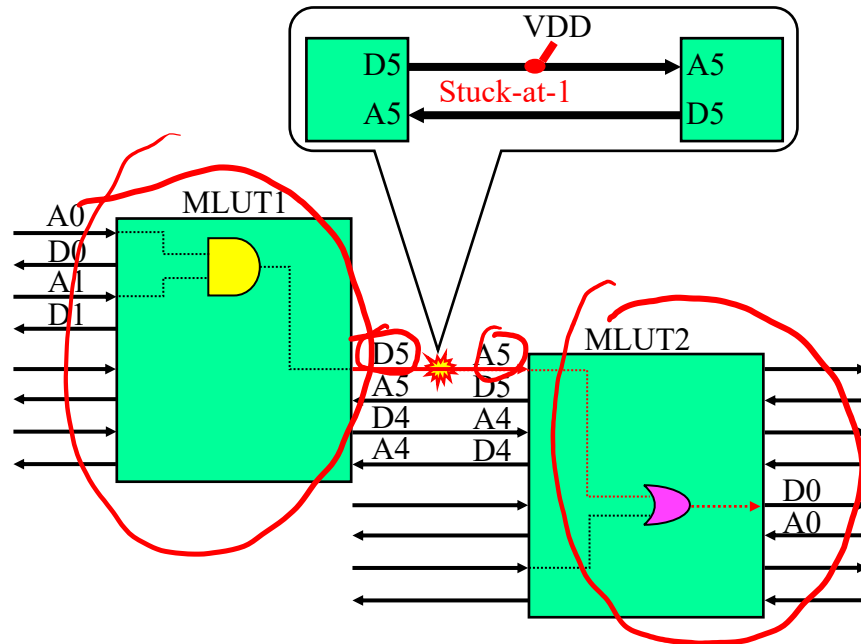 VDD
D5 A5
Stuck-at-1
A5 D5
MLUT1
A0
D0
A1
D1
MLUT2
D5 A5
A5 D5
D4 A4
A4 D4
D0
A0